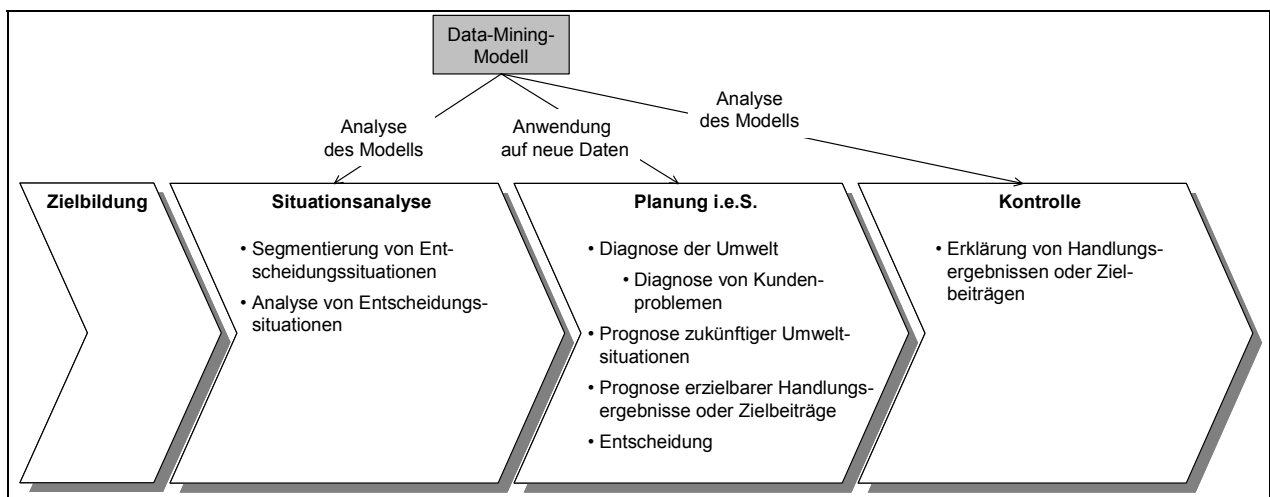 Data-Mining-
Modell
Analyse
des Modells
Anwendung
auf neue Daten
Analyse
des Modells
Zielbildung
Situationsanalyse
• Segmentierung von Ent-
scheidungssituationen
• Analyse von Entscheidungs-
situationen
Planung i.e.S.
• Diagnose der Umwelt
• Diagnose von Kunden-
problemen
• Prognose zukünftiger Umwelt-
situationen
• Prognose erzielbarer Handlungs-
ergebnisse oder Zielbeiträge
• Entscheidung
Kontrolle
• Erklärung von Handlungs-
ergebnissen oder Ziel-
beiträgen